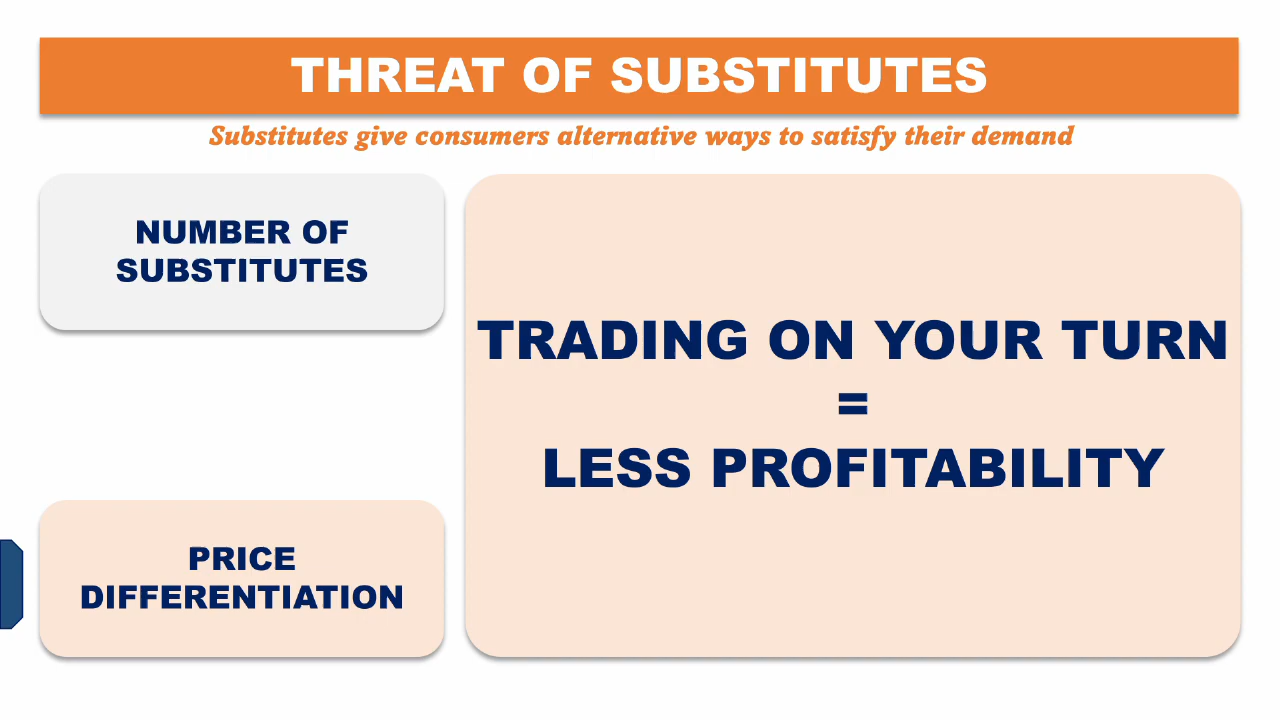 THREAT OF SUBSTITUTES
Substitutes give consumers alternative ways to satisfy their demand
NUMBER OF
SUBSTITUTES
PRICE
DIFFERENTIATION
TRADING ON YOUR TURN
=
LESS PROFITABILITY